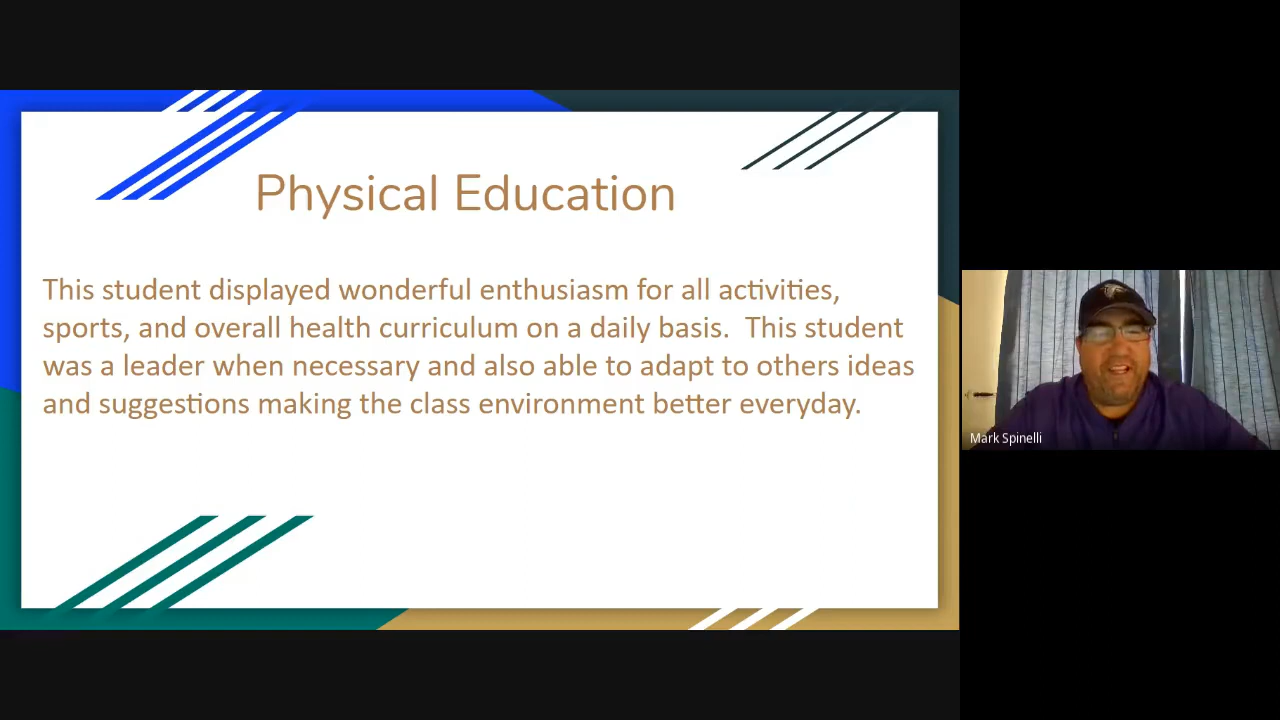 Physical Education
This student displayed wonderful enthusiasm for all activities,
sports, and overall health curriculum on a daily basis.  This student
was a leader when necessary and also able to adapt to others ideas
and suggestions making the class environment better everyday.
Mark Spinelli